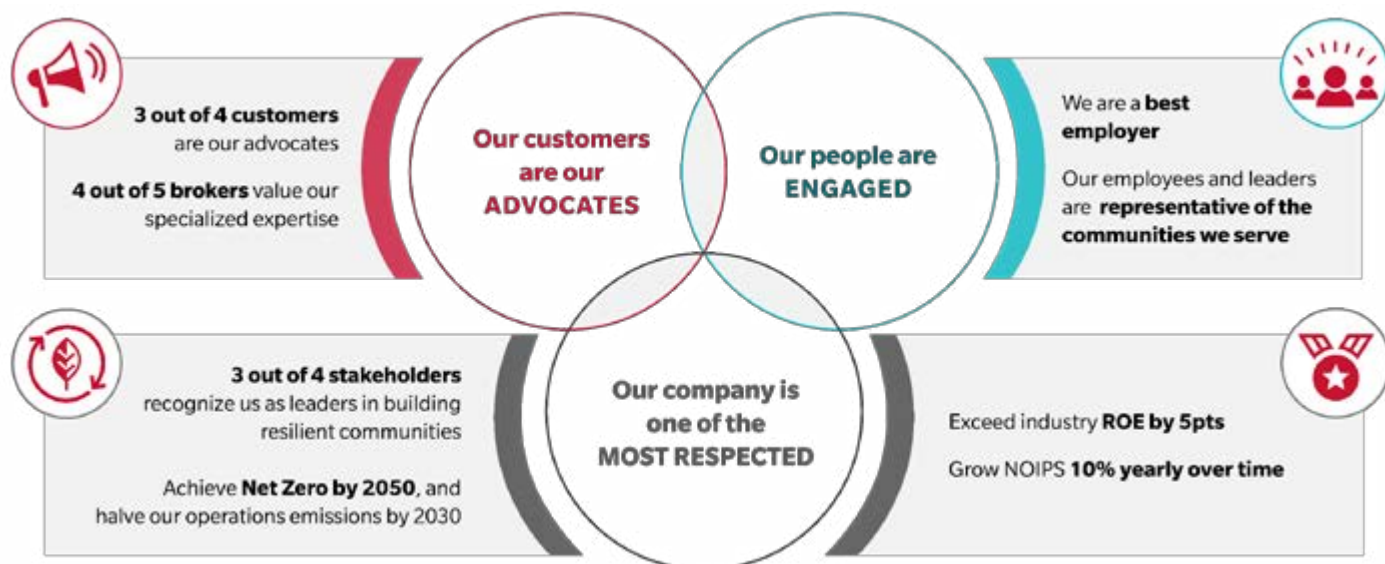 3 out of 4 customers
are our advocates
4 out of 5 brokers value our
specialized expertise
Our customers
are our
ADVOCATES
Our people are
ENGAGED
We are a best
employer
Our employees and leaders
are representative of the
communities we serve
3 out of 4 stakeholders
recognize us as leaders in building
resilient communities
Achieve Net Zero by 2050, and
halve our operations emissions by 2030
Our company is
one of the
MOST RESPECTED
Exceed industry ROE by 5pts
Grow NOIPS 10% yearly over time